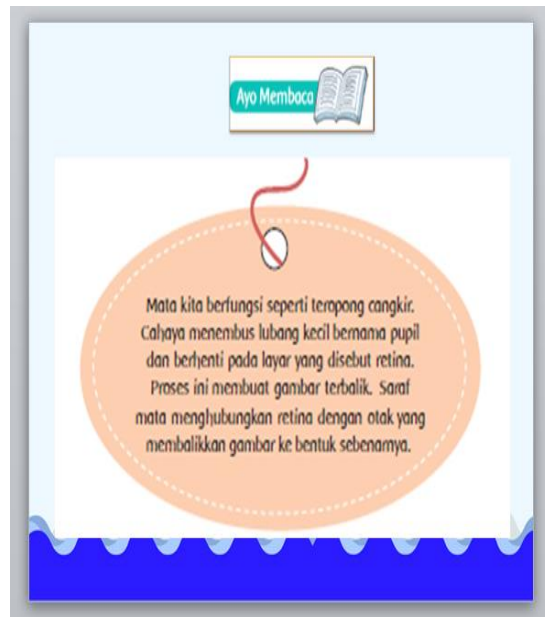 Ayo Membaca
Mata kita berfungsi seperti teropong cangkir.
Cahaya menembus lubang kecil bernama pupil
dan berhenti pada layar yang disebut retina.
Proses ini membuat gambar terbalik. Saraf
mata menghubungkan retina dengan otak yang
membalikkan gambar ke bentuk sebenarnya.